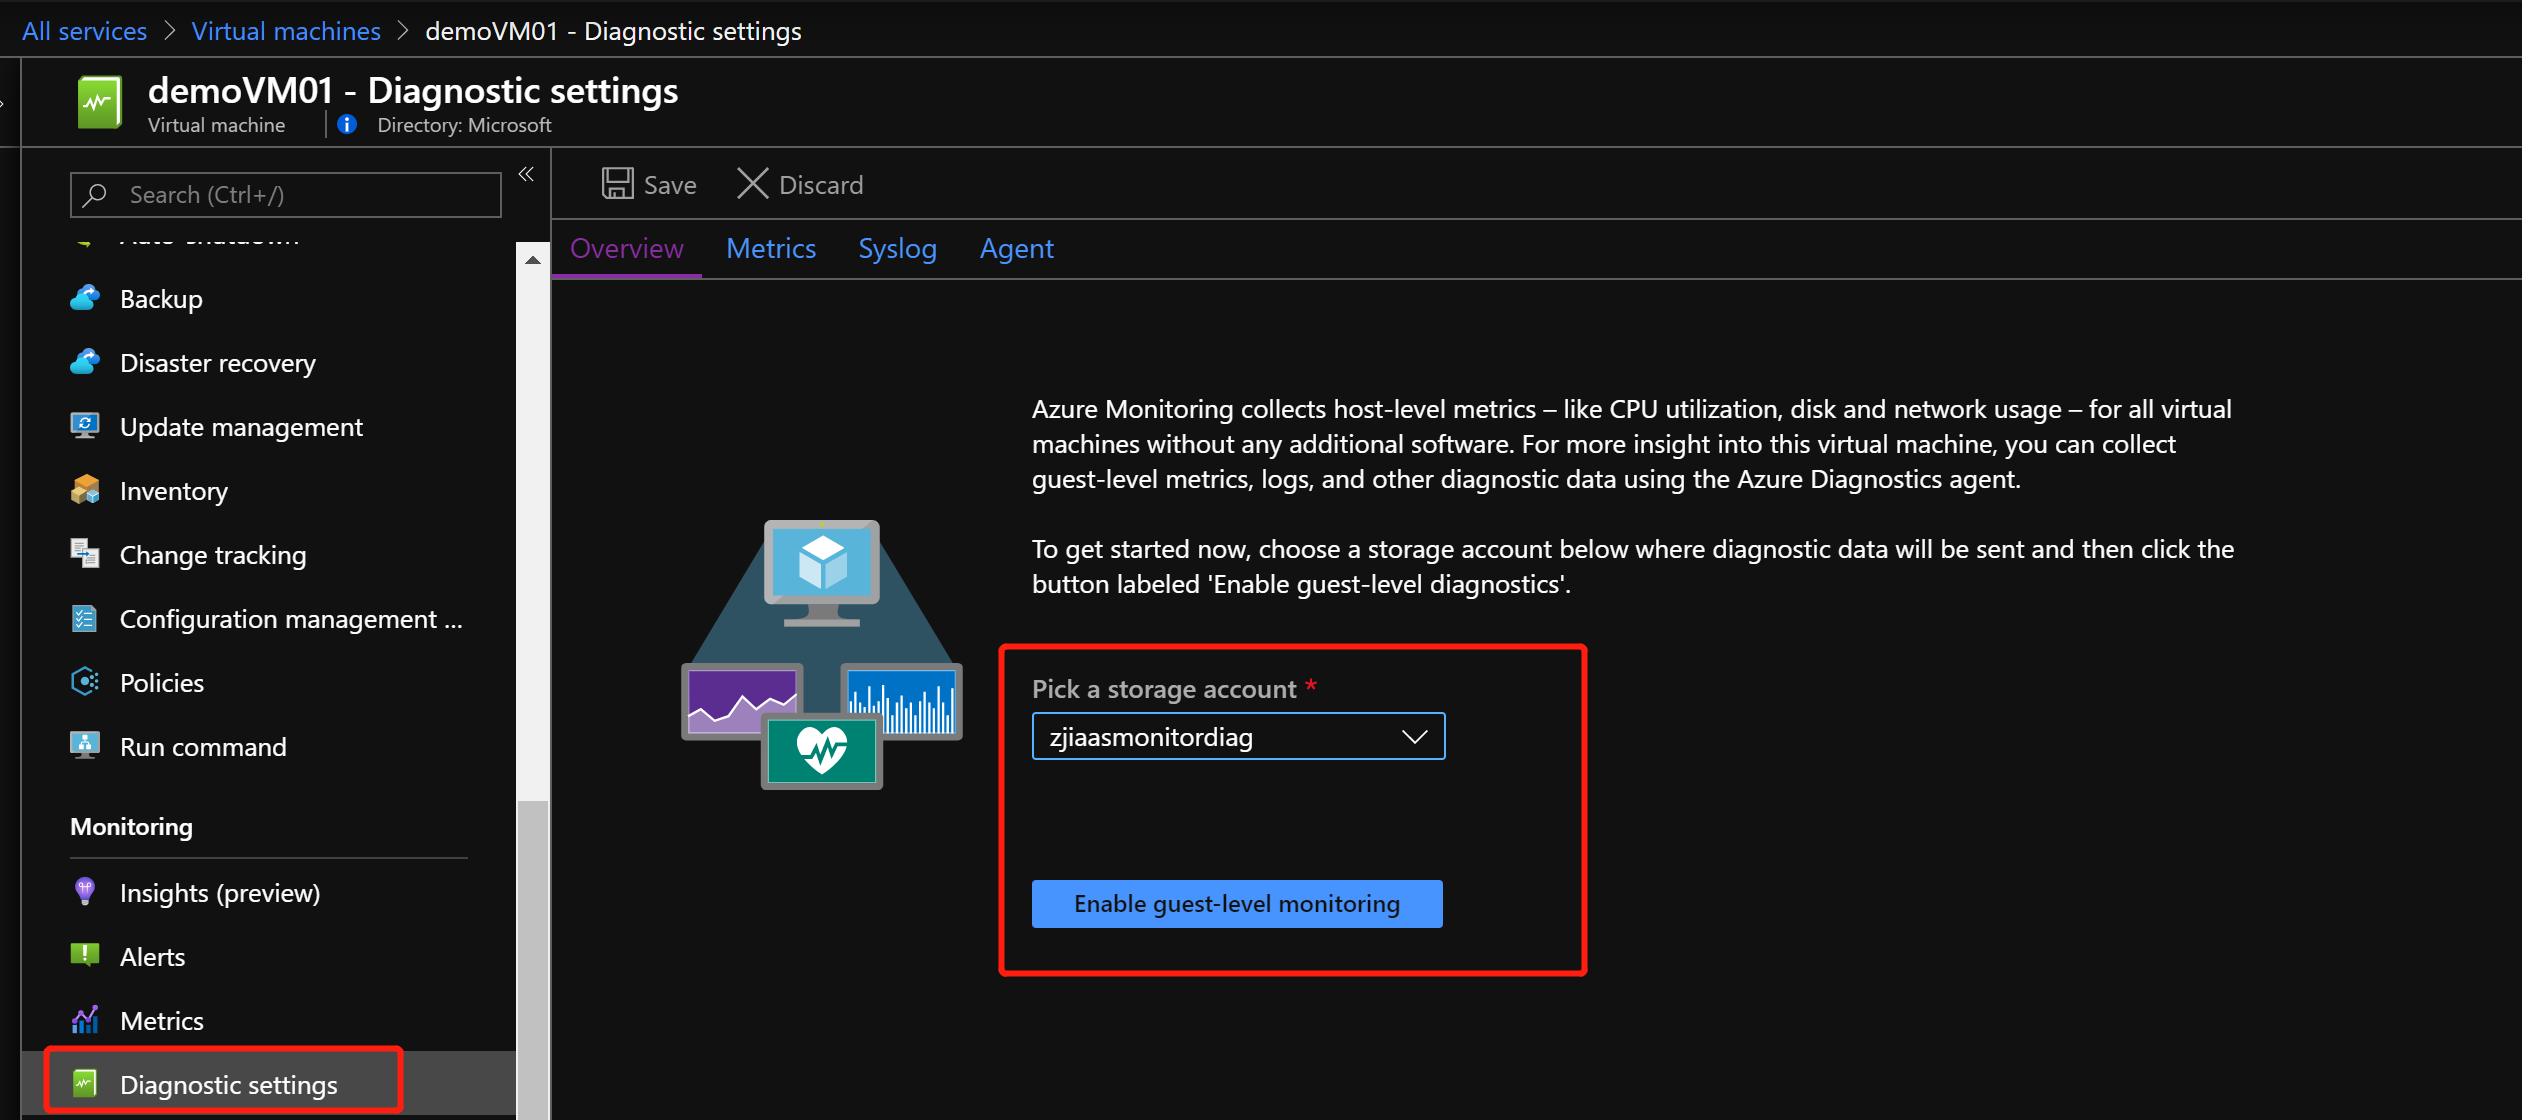 All services > Virtual machines > demoVM01 - Diagnostic settings
demoVM01 - Diagnostic settings
Virtual machine
Directory: Microsoft
Search (Ctrl+/)
Auto-shutdown
Backup
Disaster recovery
Update management
Inventory
Change tracking
Configuration management ...
Policies
Run command
Monitoring
Insights (preview)
Alerts
Metrics
Diagnostic settings
Save
Discard
Overview
Metrics
Syslog
Agent
Azure Monitoring collects host-level metrics – like CPU utilization, disk and network usage – for all virtual
machines without any additional software. For more insight into this virtual machine, you can collect
guest-level metrics, logs, and other diagnostic data using the Azure Diagnostics agent.
To get started now, choose a storage account below where diagnostic data will be sent and then click the
button labeled 'Enable guest-level diagnostics'.
Pick a storage account *
zjiaasmonitordiag
Enable guest-level monitoring